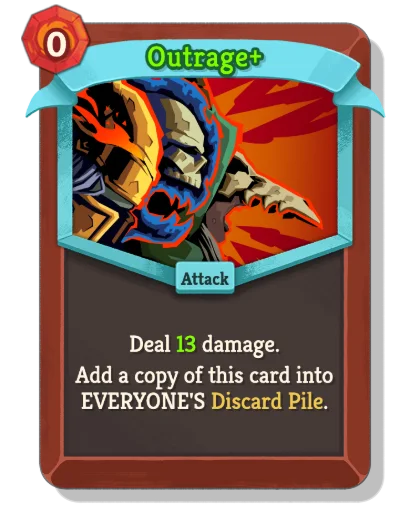 0
Outrage+
Attack
Deal 13 damage.
Add a copy of this card into
EVERYONE'S Discard Pile.